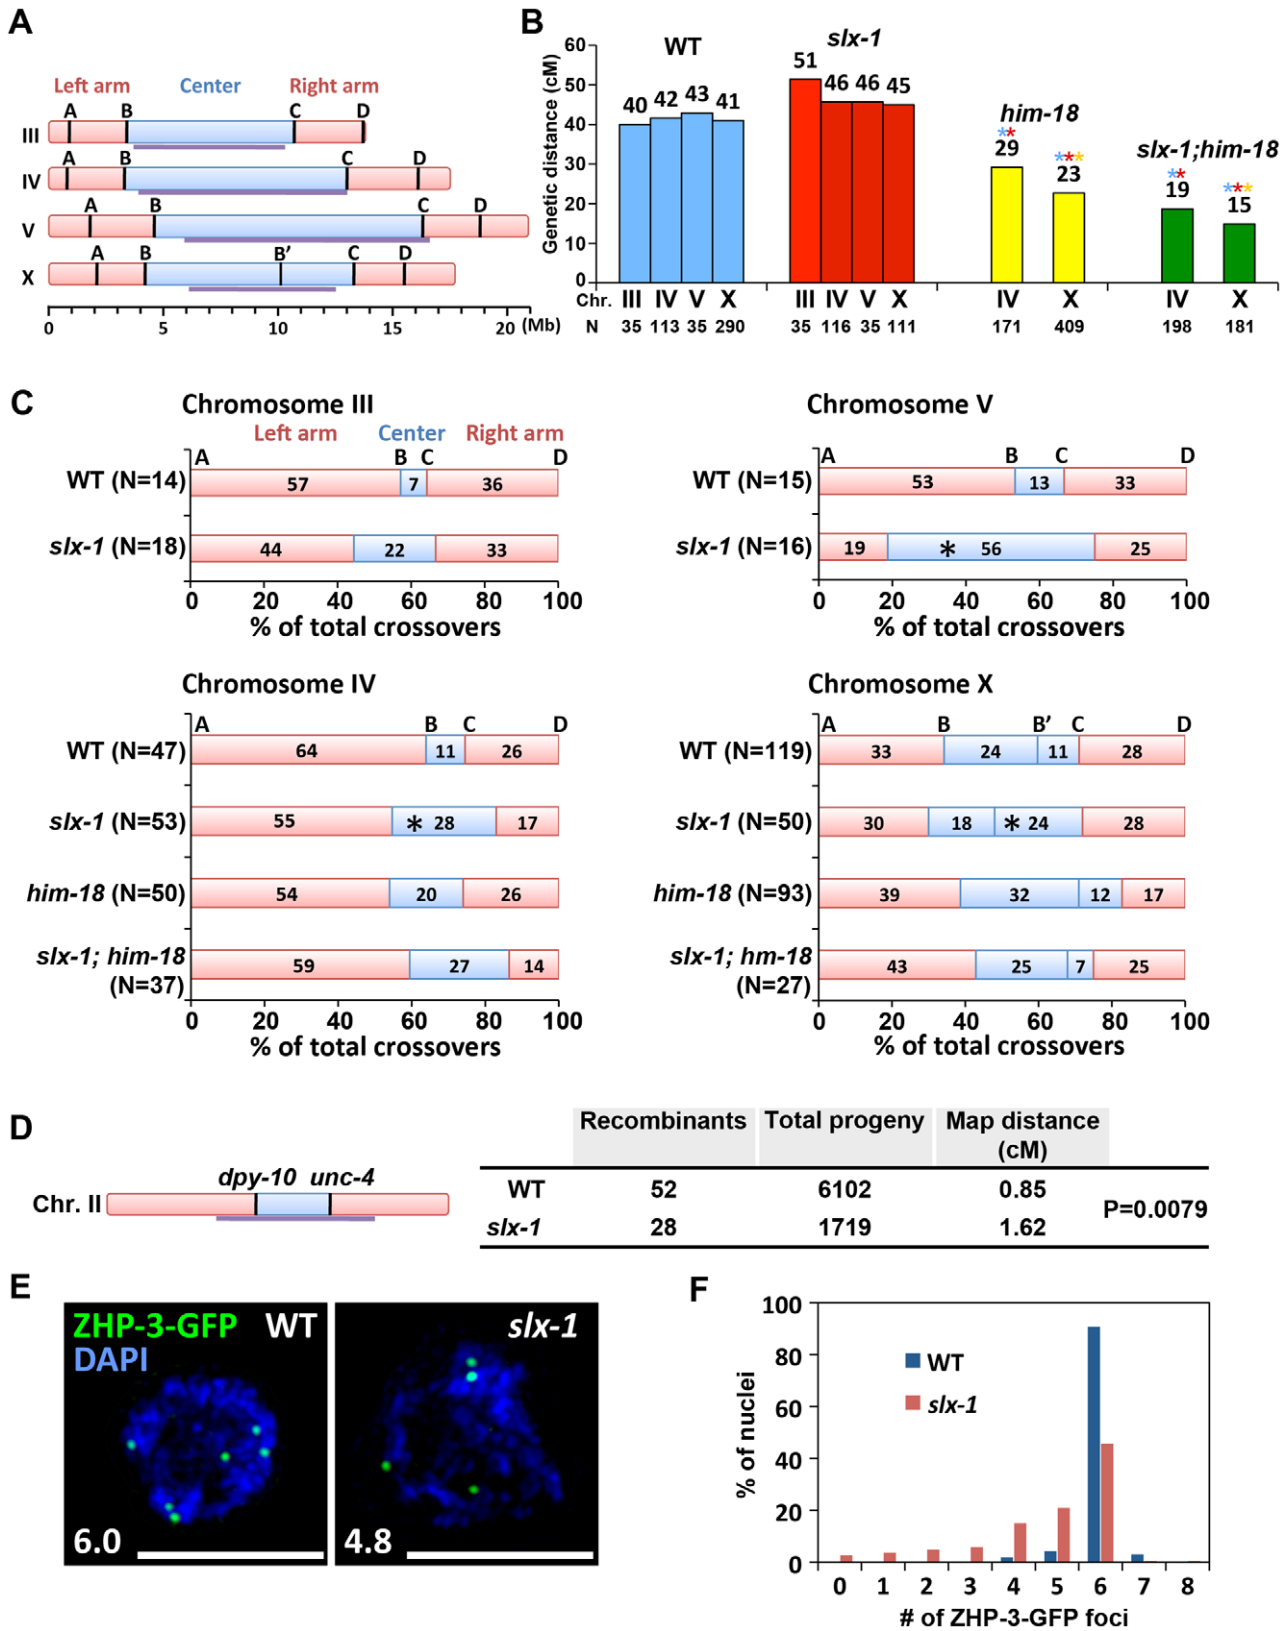 A
Left arm Center Right arm
A B C D
III
A B C D
IV
A B C D
V
A B B’ C D
X
0 5 10 15 20 (Mb)
B
WT slx-1 him-18 slx-1;him-18
Genetic distance (cM)
60
50
40
30
20
10
0
40 42 43 41 51 46 46 45
** 29 *** 23 ** 19 *** 15
Chr. III IV V X III IV V X IV X IV X
N 35 113 35 290 35 116 35 111 171 409 198 181
C
Chromosome III
Left arm Center Right arm
A B C D
WT (N=14) 57 7 36
slx-1 (N=18) 44 22 33
0 20 40 60 80 100
% of total crossovers
Chromosome V
A B C D
WT (N=15) 53 13 33
slx-1 (N=16) 19 * 56 25
0 20 40 60 80 100
% of total crossovers
Chromosome IV
A B C D
WT (N=47) 64 11 26
slx-1 (N=53) 55 * 28 17
him-18 (N=50) 54 20 26
slx-1; him-18 59 27 14
(N=37)
0 20 40 60 80 100
% of total crossovers
Chromosome X
A B B’ C D
WT (N=119) 33 24 11 28
slx-1 (N=50) 30 18 * 24 28
him-18 (N=93) 39 32 12 17
slx-1; hm-18 43 25 7 25
(N=27)
0 20 40 60 80 100
% of total crossovers
D
dpy-10 unc-4
Chr. II
Recombinants Total progeny Map distance
(cM)
WT 52 6102 0.85
P=0.0079
slx-1 28 1719 1.62
E
ZHP-3-GFP WT
DAPI
6.0
slx-1
4.8
F
% of nuclei
100
80
60
40
20
0
WT
slx-1
0 1 2 3 4 5 6 7 8
# of ZHP-3-GFP foci